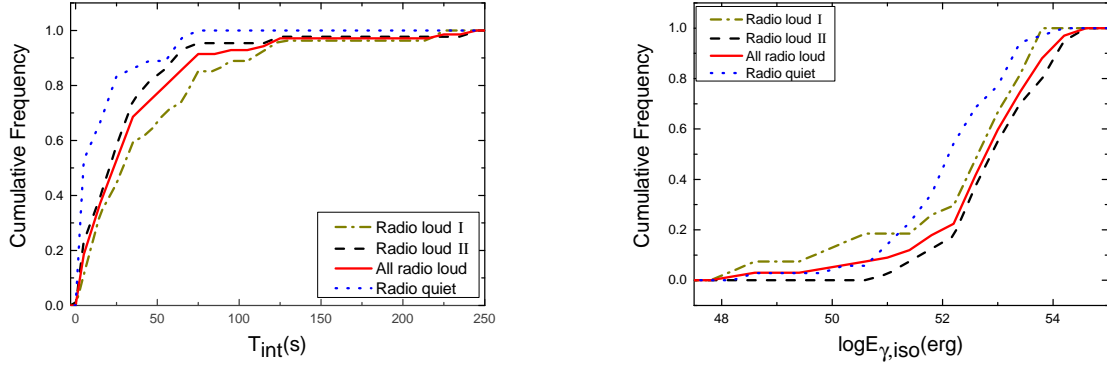 Cumulative Frequency
1.0
0.8
0.6
0.4
0.2
0.0
0
50
100
150
200
250
T_int(s)
Radio loud I
Radio loud II
All radio loud
Radio quiet
Cumulative Frequency
1.0
0.8
0.6
0.4
0.2
0.0
48
50
52
54
logE_γ,iso(erg)
Radio loud I
Radio loud II
All radio loud
Radio quiet